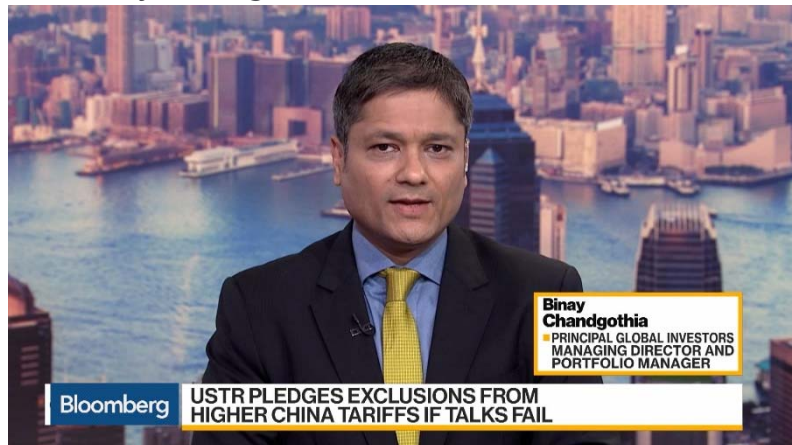 Binay
Chandgothia
PRINCIPAL GLOBAL INVESTORS
MANAGING DIRECTOR AND
PORTFOLIO MANAGER
Bloomberg
USTR PLEDGES EXCLUSIONS FROM
HIGHER CHINA TARIFFS IF TALKS FAIL